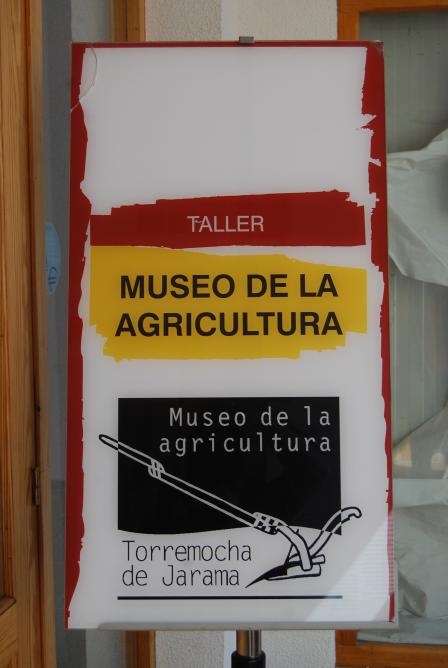 TALLER
MUSEO DE LA
AGRICULTURA
Museo de la
agricultura
Torremocha
de Jarama